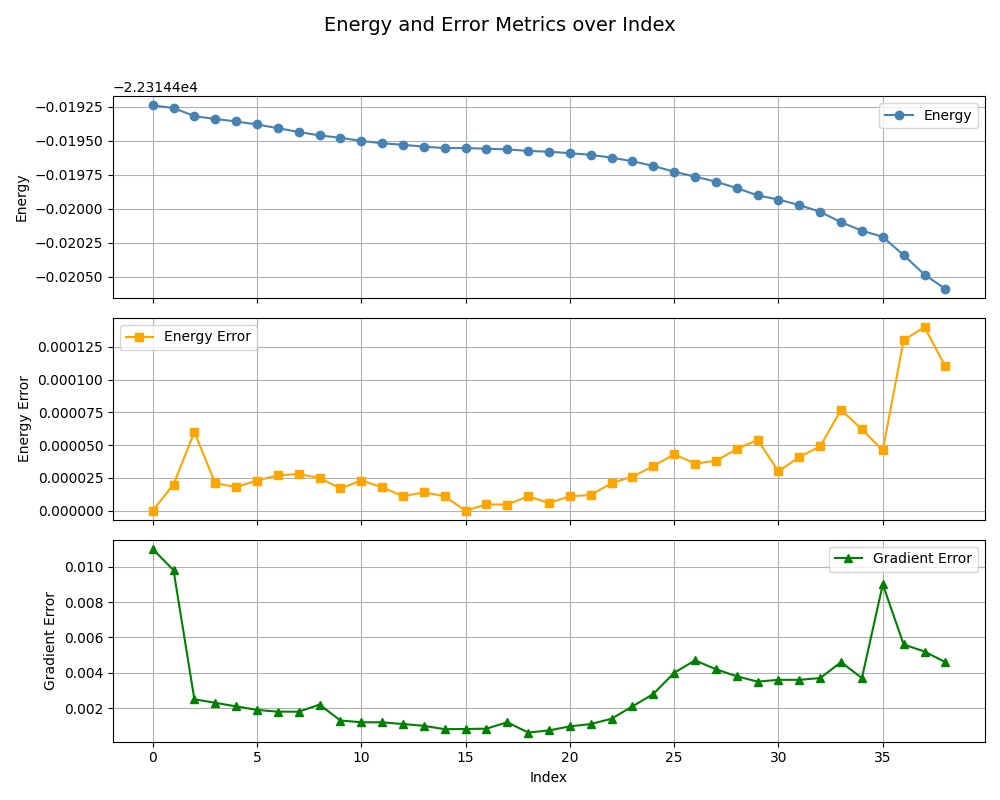 Energy and Error Metrics over Index
−2.23144e4
−0.01925
−0.01950
−0.01975
−0.02000
−0.02025
−0.02050
Energy
Energy
0.000125
0.000100
0.000075
0.000050
0.000025
0.000000
Energy Error
Energy Error
0.010
0.008
0.006
0.004
0.002
Gradient Error
Gradient Error
0 5 10 15 20 25 30 35
Index